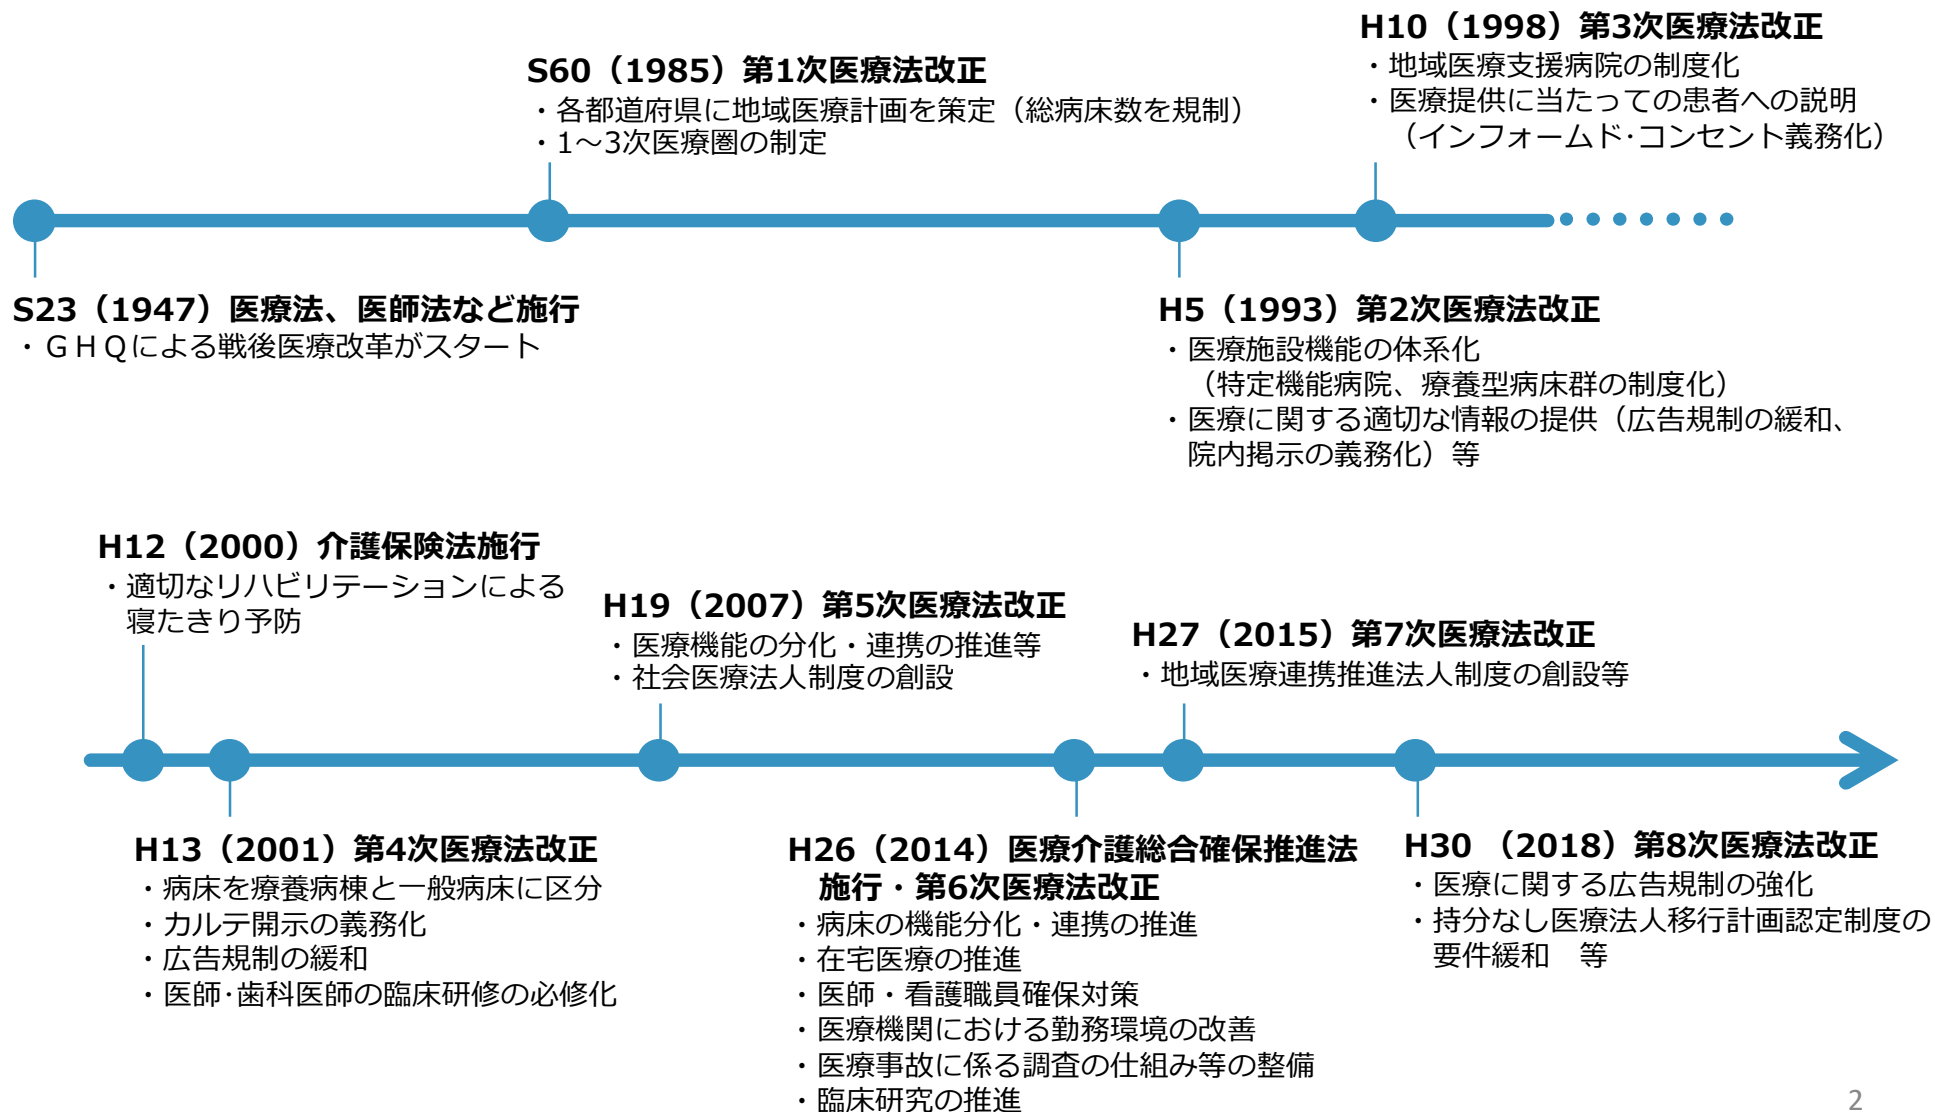 H10（1998）第3次医療法改正
・地域医療支援病院の制度化
・医療提供に当たっての患者への説明
（インフォームド･コンセント義務化）
S60（1985）第1次医療法改正
・各都道府県に地域医療計画を策定（総病床数を規制）
・1～3次医療圏の制定
S23（1947）医療法、医師法など施行
・ＧＨＱによる戦後医療改革がスタート
H5（1993）第2次医療法改正
・医療施設機能の体系化
（特定機能病院、療養型病床群の制度化）
・医療に関する適切な情報の提供（広告規制の緩和、
院内掲示の義務化）等
H12（2000）介護保険法施行
・適切なリハビリテーションによる
寝たきり予防
H19（2007）第5次医療法改正
・医療機能の分化・連携の推進等
・社会医療法人制度の創設
H27（2015）第7次医療法改正
・地域医療連携推進法人制度の創設等
H13（2001）第4次医療法改正
・病床を療養病棟と一般病床に区分
・カルテ開示の義務化
・広告規制の緩和
・医師･歯科医師の臨床研修の必修化
H26（2014）医療介護総合確保推進法
施行・第6次医療法改正
・病床の機能分化・連携の推進
・在宅医療の推進
・医師・看護職員確保対策
・医療機関における勤務環境の改善
・医療事故に係る調査の仕組み等の整備
・臨床研究の推進
H30 （2018）第8次医療法改正
・医療に関する広告規制の強化
・持分なし医療法人移行計画認定制度の
要件緩和　等
2